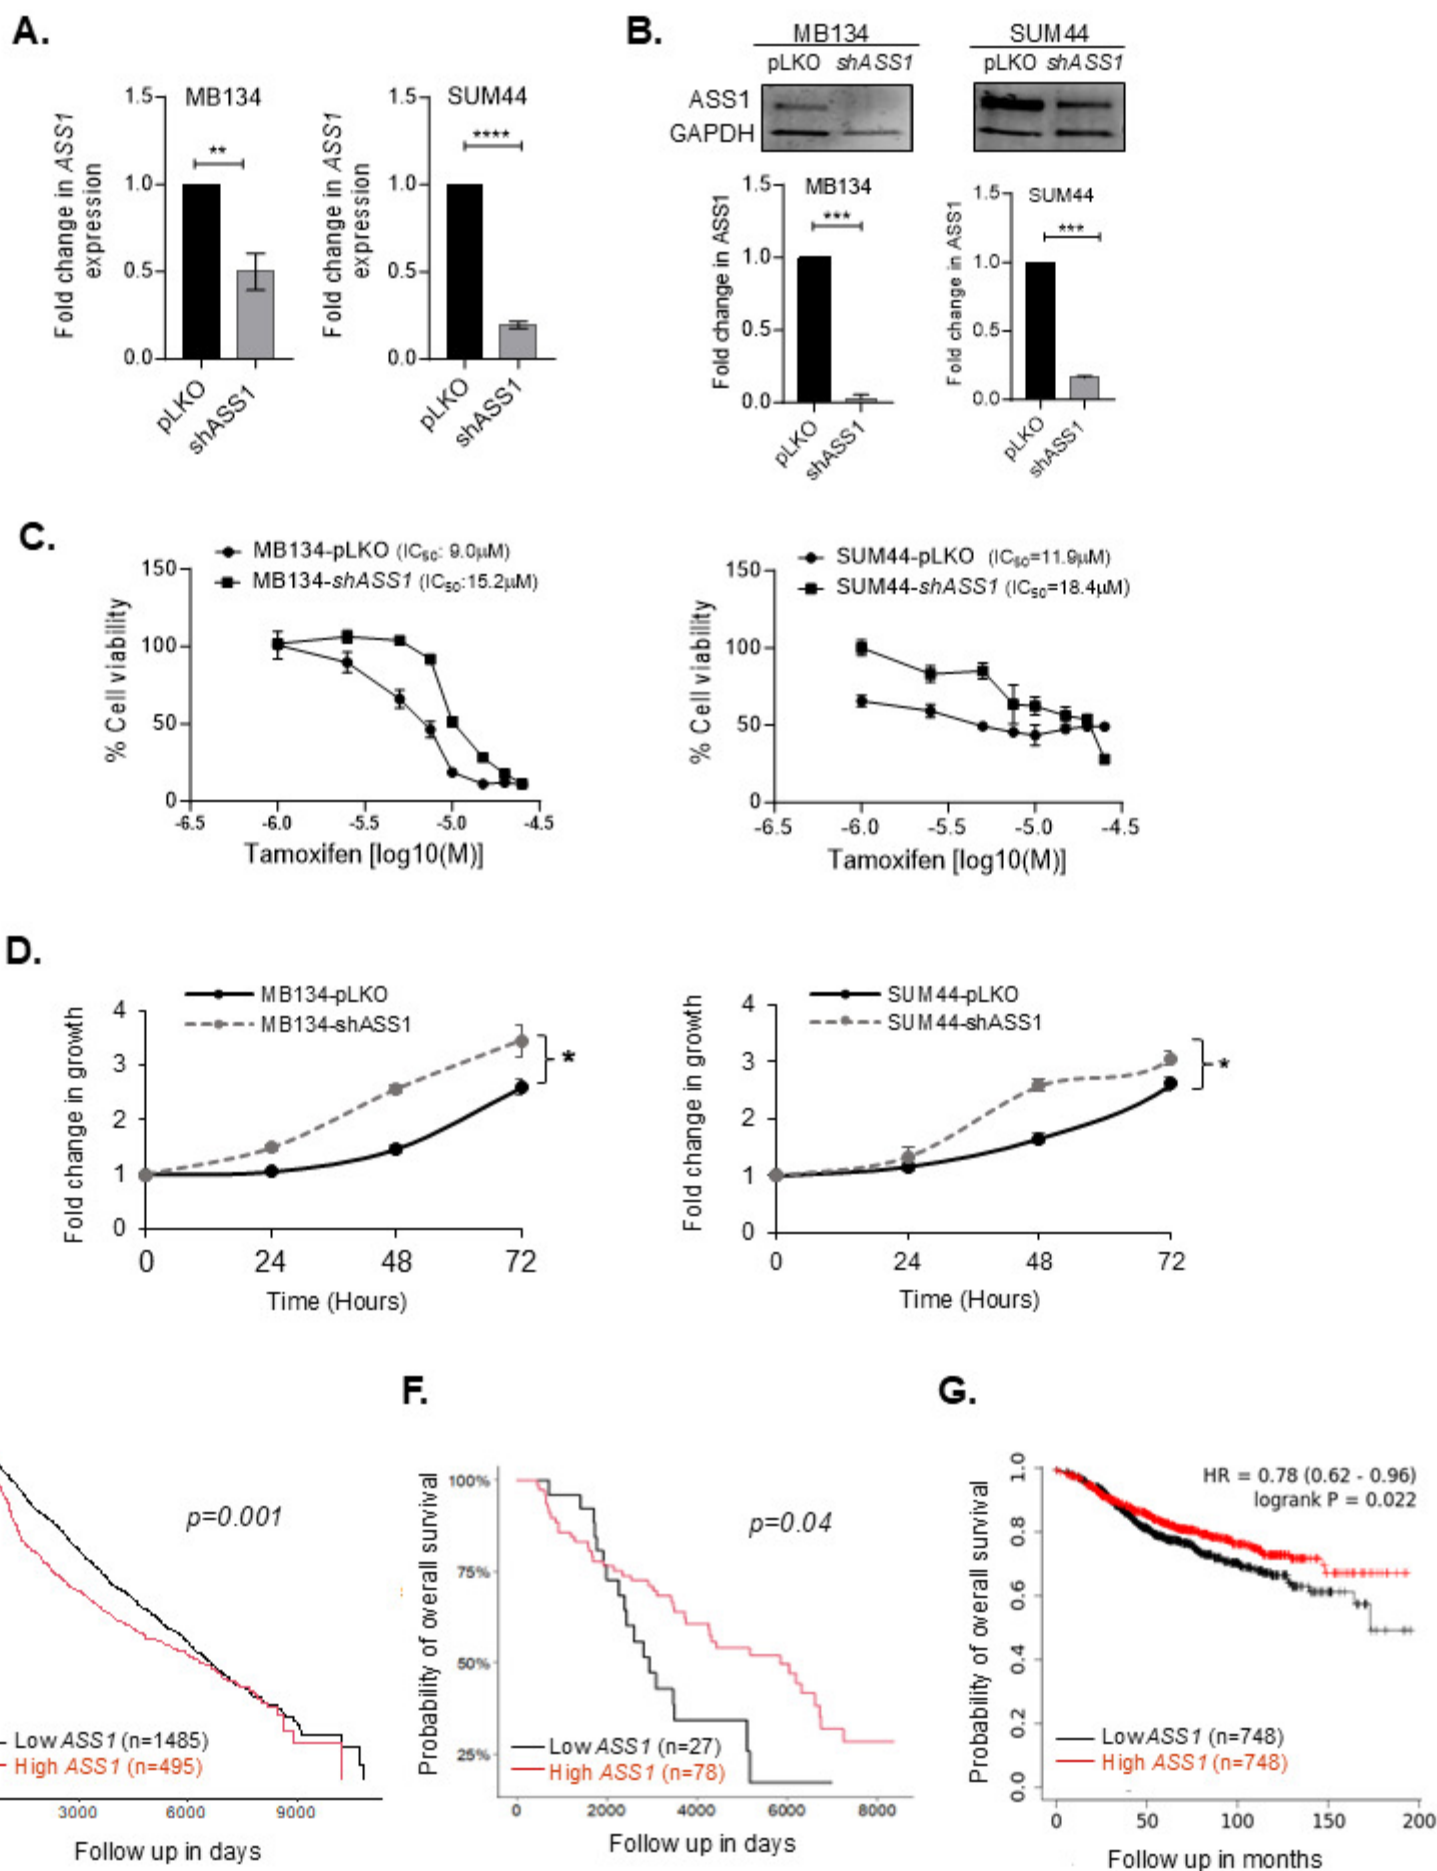 A.
MB134
SUM44
**
****
Fold change in ASS1
expression
1.5
1.0
0.5
0.0
pLKO
shASS1
Fold change in ASS1
expression
1.5
1.0
0.5
0.0
pLKO
shASS1
B.
MB134
SUM44
pLKO shASS1
pLKO shASS1
ASS1
GAPDH
MB134
***
Fold change in ASS1
1.5
1.0
0.5
0.0
pLKO
shASS1
SUM44
***
Fold change in ASS1
1.5
1.0
0.5
0.0
pLKO
shASS1
C.
MB134-pLKO (IC50: 9.0µM)
MB134-shASS1 (IC50:15.2µM)
% Cell viability
150
100
50
0
-6.5 -6.0 -5.5 -5.0 -4.5
Tamoxifen [log10(M)]
SUM44-pLKO (IC50=11.9µM)
SUM44-shASS1 (IC50=18.4µM)
% Cell viability
150
100
50
0
-6.5 -6.0 -5.5 -5.0 -4.5
Tamoxifen [log10(M)]
D.
MB134-pLKO
MB134-shASS1
Fold change in growth
4
3
2
1
0
*
0 24 48 72
Time (Hours)
SUM44-pLKO
SUM44-shASS1
Fold change in growth
4
3
2
1
0
*
0 24 48 72
Time (Hours)
p=0.001
Low ASS1 (n=1485)
High ASS1 (n=495)
3000 6000 9000
Follow up in days
F.
Probability of overall survival
100%
75%
50%
25%
p=0.04
Low ASS1 (n=27)
High ASS1 (n=78)
0 2000 4000 6000 8000
Follow up in days
G.
Probability of overall survival
1.0
0.8
0.6
0.4
0.2
0.0
HR = 0.78 (0.62 - 0.96)
logrank P = 0.022
Low ASS1 (n=748)
High ASS1 (n=748)
0 50 100 150 200
Follow up in months